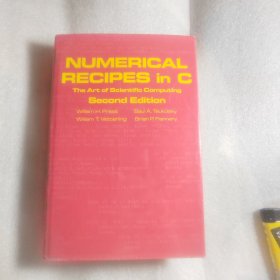 NUMERICAL
RECIPES in C
The Art of Scientific Computing
Second Edition
William H. Press Saul A. Teukolsky
William T. Vetterling Brian P. Flannery